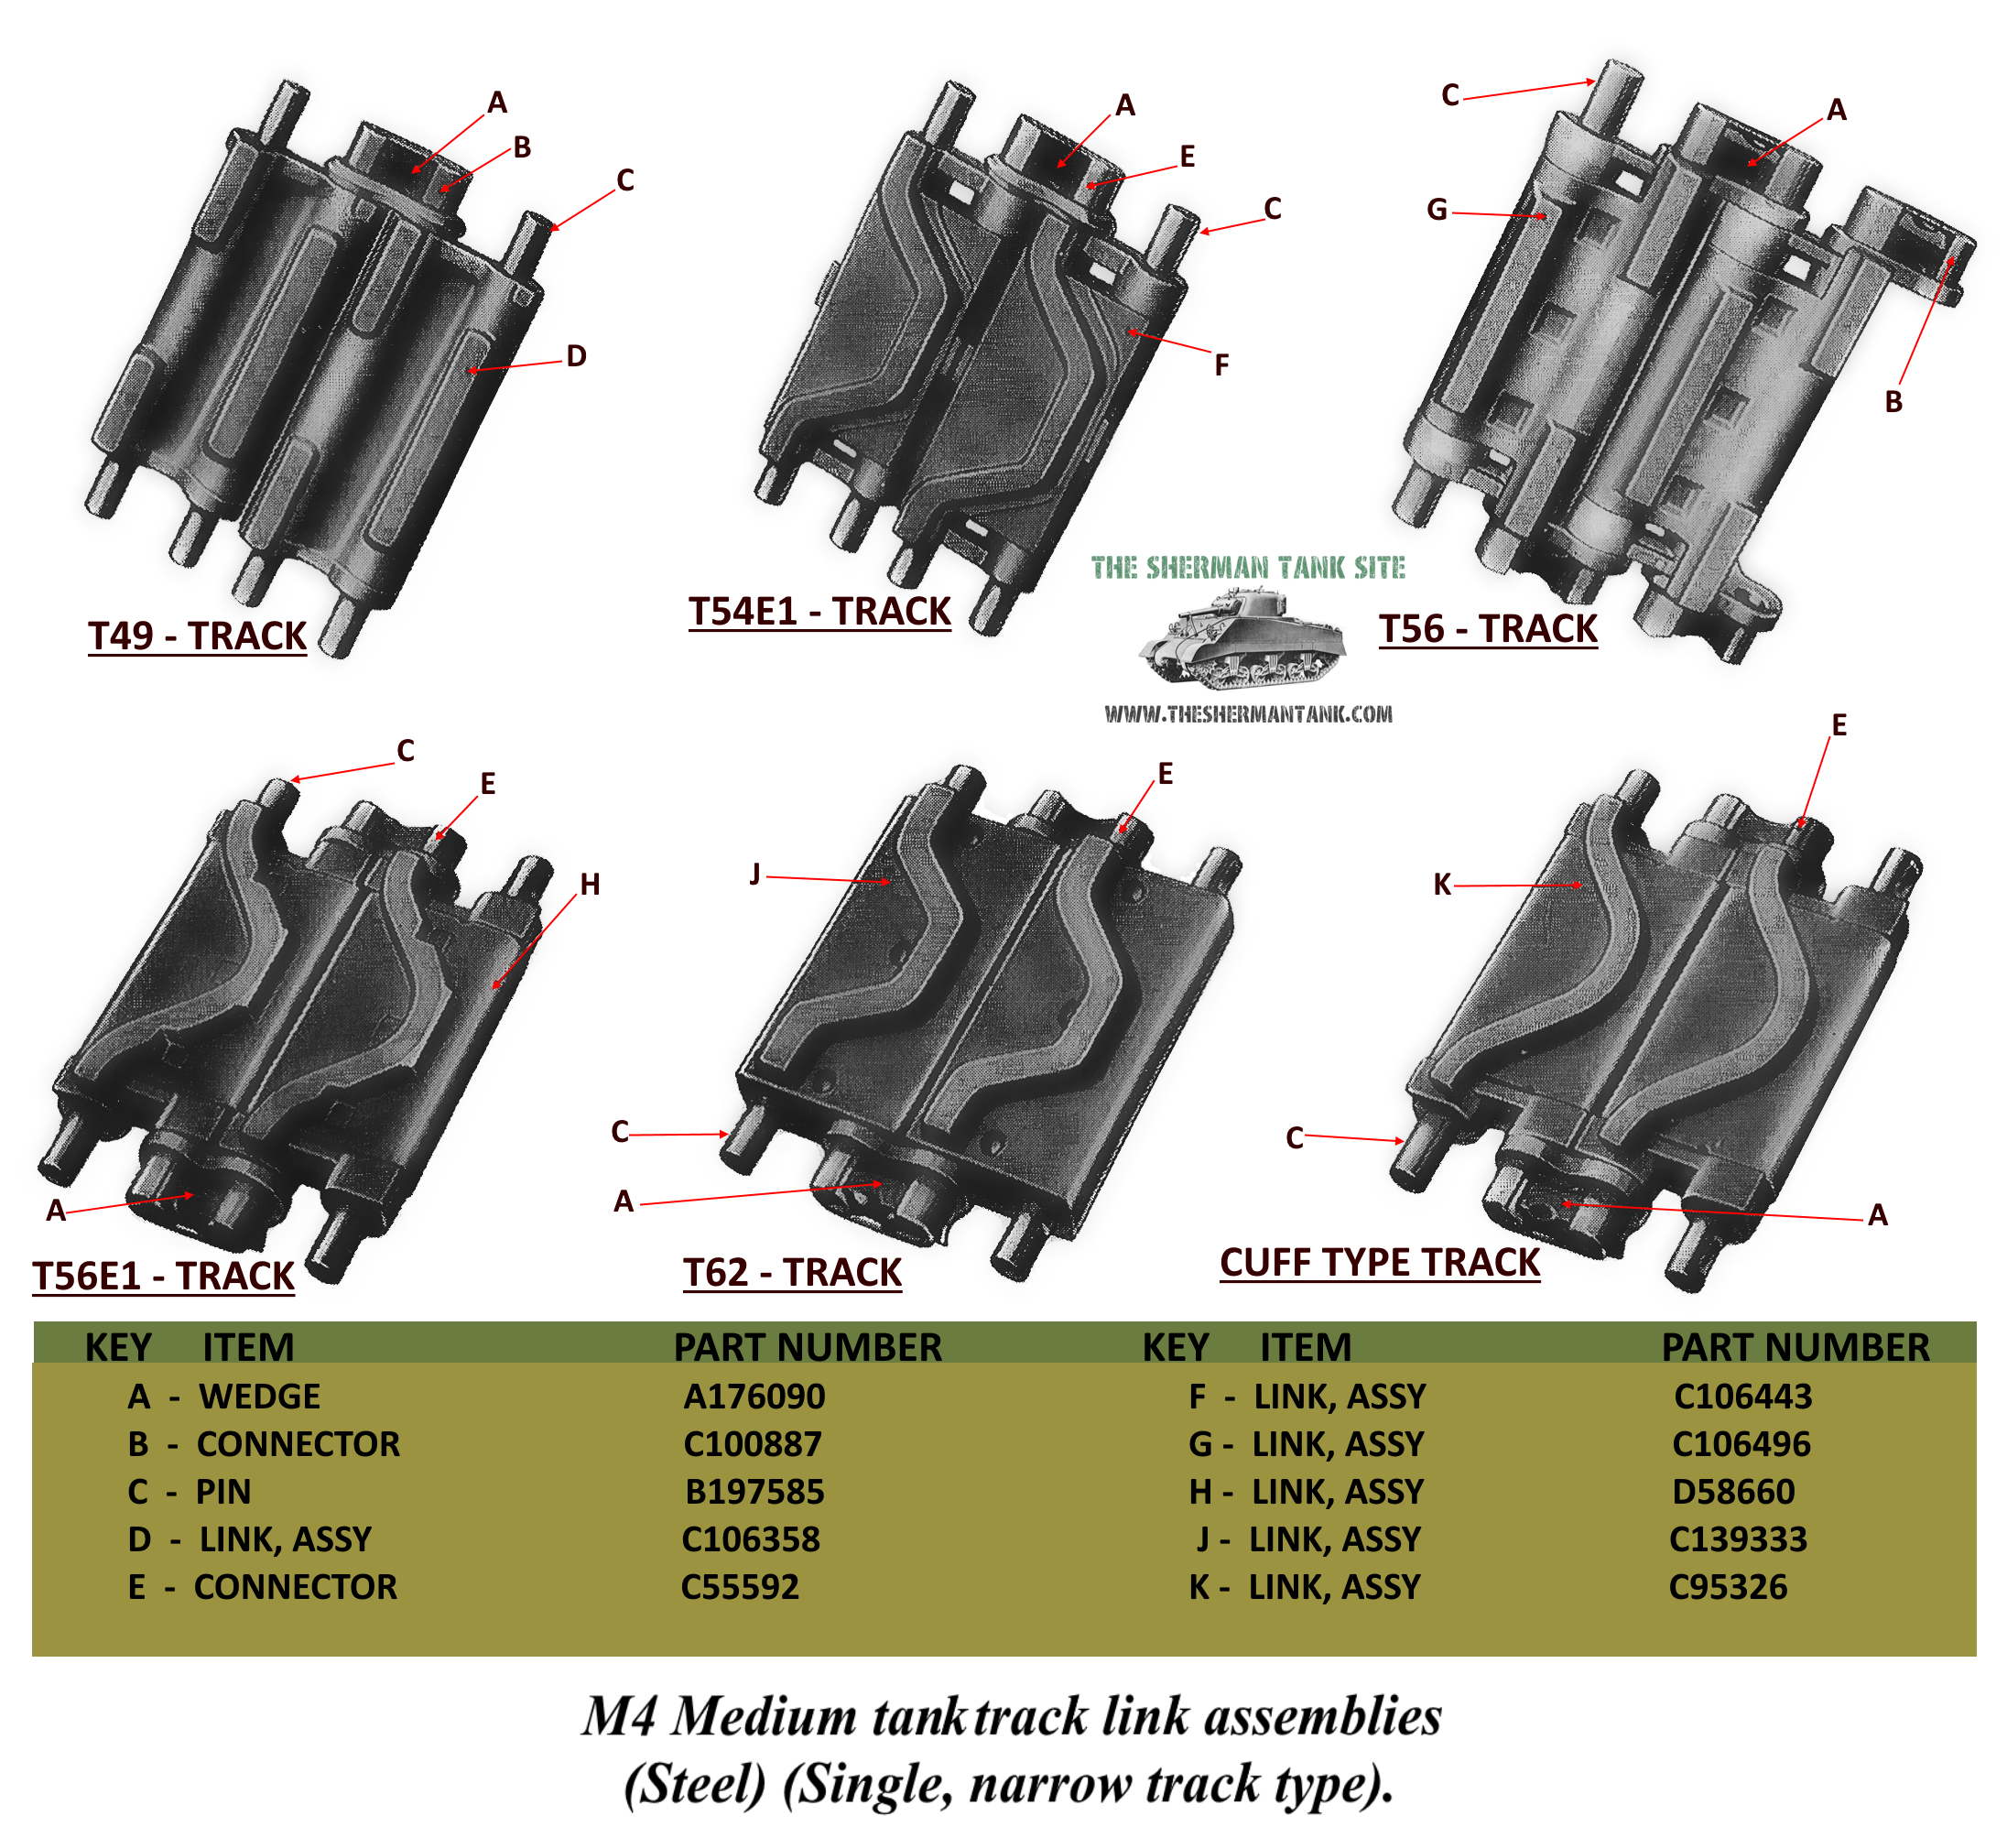 A
B
C
D
T49 - TRACK
A
E
C
F
T54E1 - TRACK
C
A
G
B
T56 - TRACK
THE SHERMAN TANK SITE
WWW.THESHERMANTANK.COM
C
E
H
A
T56E1 - TRACK
E
J
C
A
T62 - TRACK
E
K
C
A
CUFF TYPE TRACK
KEY ITEM PART NUMBER KEY ITEM PART NUMBER
A - WEDGE A176090 F - LINK, ASSY C106443
B - CONNECTOR C100887 G - LINK, ASSY C106496
C - PIN B197585 H - LINK, ASSY D58660
D - LINK, ASSY C106358 J - LINK, ASSY C139333
E - CONNECTOR C55592 K - LINK, ASSY C95326
M4 Medium tank track link assemblies
(Steel) (Single, narrow track type).